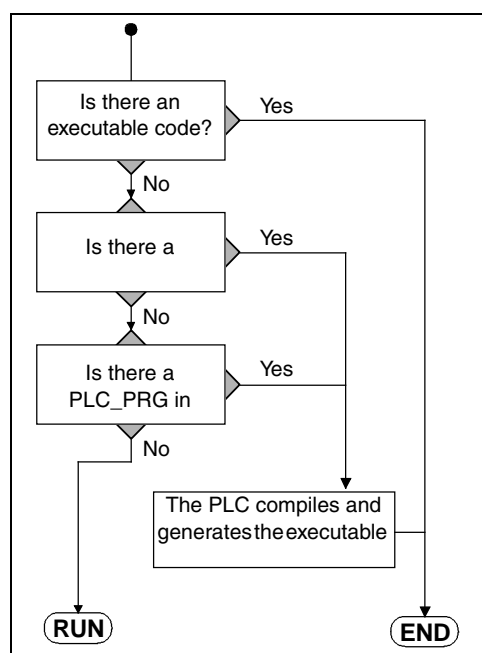 Is there an
executable code?
Yes
No
Is there a
Yes
No
Is there a
PLC_PRG in
Yes
No
The PLC compiles and
generates the executable
RUN
END